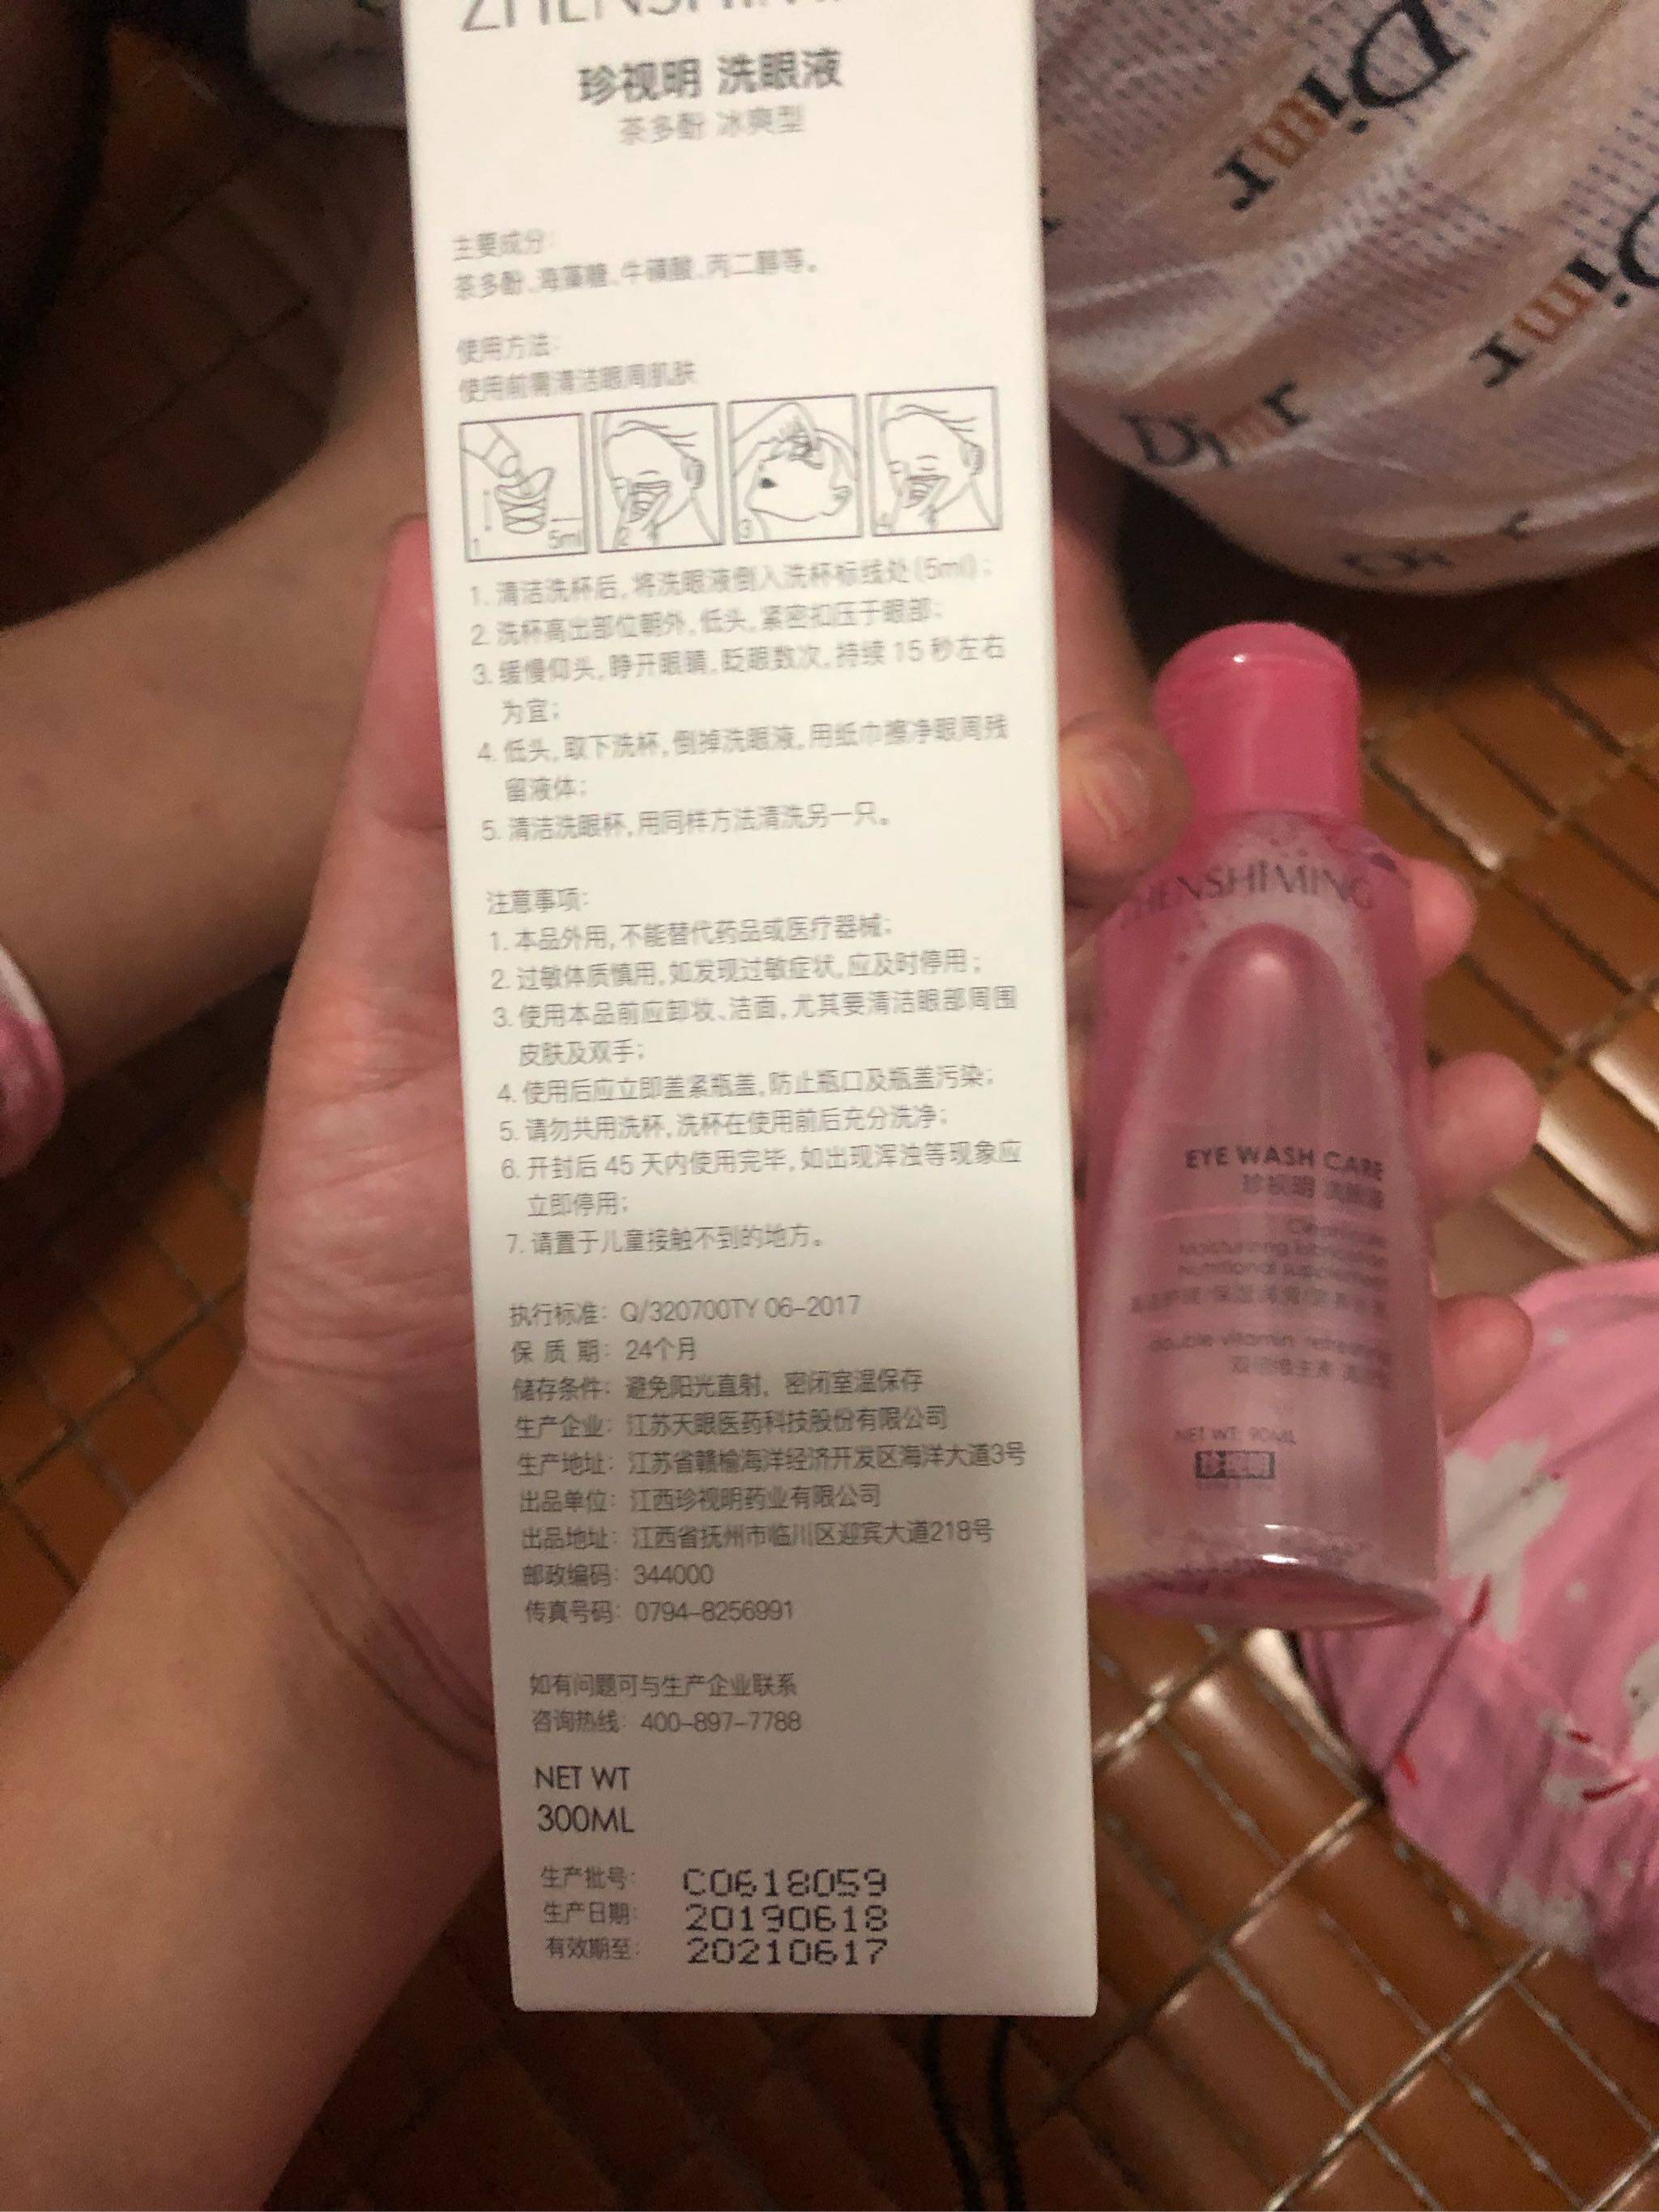 ZHENSHIMI
珍视明 洗眼液
茶多酚 冰爽型
主要成分:
茶多酚、海藻糖、牛磺酸、丙二醇等。
使用方法:
使用前需清洁眼周肌肤
1
5ml
2
3
4
1. 清洁洗杯后,将洗眼液倒入洗杯标线处(5ml);
2. 洗杯高出部位朝外,低头,紧密扣压于眼部;
3. 缓慢仰头,睁开眼睛,眨眼数次,持续 15 秒左右
为宜;
4. 低头,取下洗杯,倒掉洗眼液,用纸巾擦净眼周残
留液体;
5. 清洁洗眼杯,用同样方法清洗另一只。
注意事项:
1. 本品外用,不能替代药品或医疗器械;
2. 过敏体质慎用,如发现过敏症状,应及时停用;
3. 使用本品前应卸妆、洁面,尤其要清洁眼部周围
皮肤及双手;
4. 使用后应立即盖紧瓶盖,防止瓶口及瓶盖污染;
5. 请勿共用洗杯,洗杯在使用前后充分洗净;
6. 开封后 45 天内使用完毕,如出现浑浊等现象应
立即停用;
7. 请置于儿童接触不到的地方。
执行标准: Q/320700TY 06-2017
保 质 期: 24个月
储存条件: 避免阳光直射, 密闭室温保存
生产企业: 江苏天眼医药科技股份有限公司
生产地址: 江苏省赣榆海洋经济开发区海洋大道3号
出品单位: 江西珍视明药业有限公司
出品地址: 江西省抚州市临川区迎宾大道218号
邮政编码: 344000
传真号码: 0794-8256991
如有问题可与生产企业联系
咨询热线: 400-897-7788
NET WT
300ML
生产批号: C0618059
生产日期: 20190618
有效期至: 20210617
HENSHIMING
EYE WASH CARE
珍视明 洗眼液
Moisturizing lubrication
Nutritional supplement
double vitamin refreshing
NET WT: 90ML
珍视明
Dimr
Dimr
Dimr